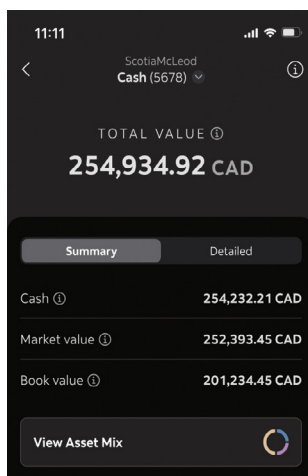 11:11
ScotiaMcLeod
Cash (5678)
TOTAL VALUE
254,934.92 CAD
Summary Detailed
Cash 254,232.21 CAD
Market value 252,393.45 CAD
Book value 201,234.45 CAD
View Asset Mix